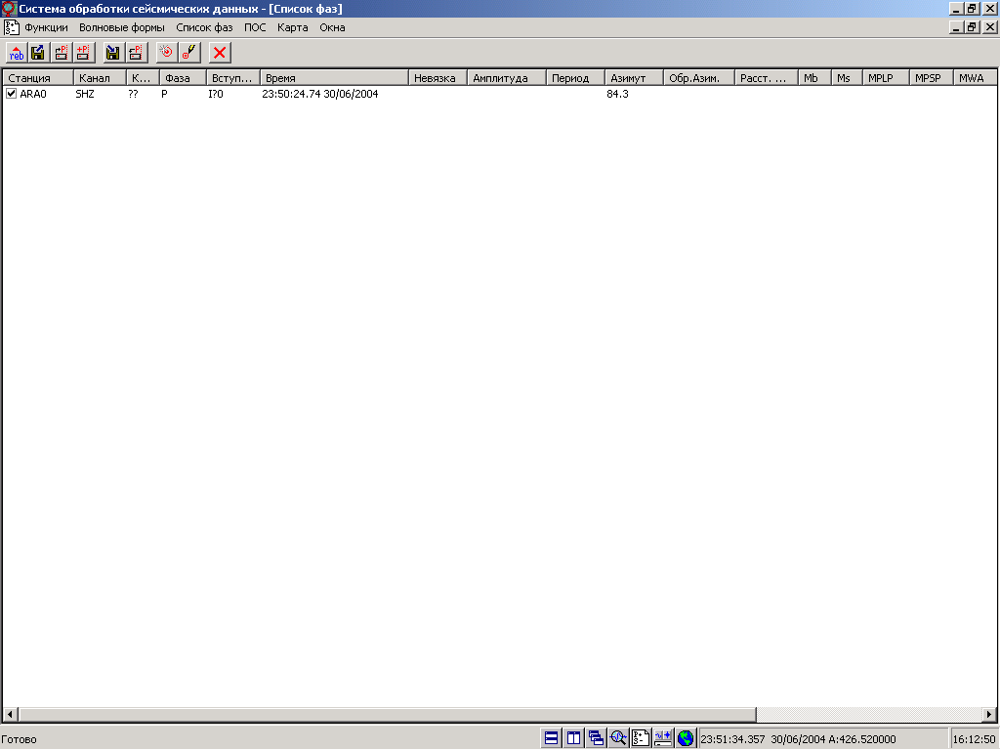 Система обработки сейсмических данных - [Список фаз]
Функции Волновые формы Список фаз ПОС Карта Окна
reb
Станция Канал К... Фаза Вступ... Время Невязка Амплитуда Период Азимут Обр.Азим. Расст. ... Mb Ms MPLP MPSP MWA
ARA0 SHZ ?? P I?0 23:50:24.74 30/06/2004 84.3
Готово 23:51:34.357 30/06/2004 A:426.520000 16:12:50